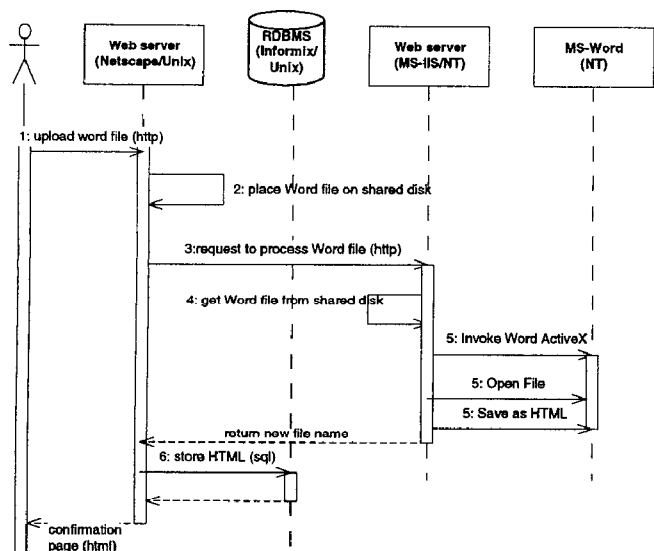 Web server
(Netscape/Unix)
RDBMS
(Informix/
Unix)
Web server
(MS-IIS/NT)
MS-Word
(NT)
1: upload word file (http)
2: place Word file on shared disk
3:request to process Word file (http)
4: get Word file from shared disk
5: Invoke Word ActiveX
5: Open File
5: Save as HTML
return new file name
6: store HTML (sql)
confirmation
page (html)